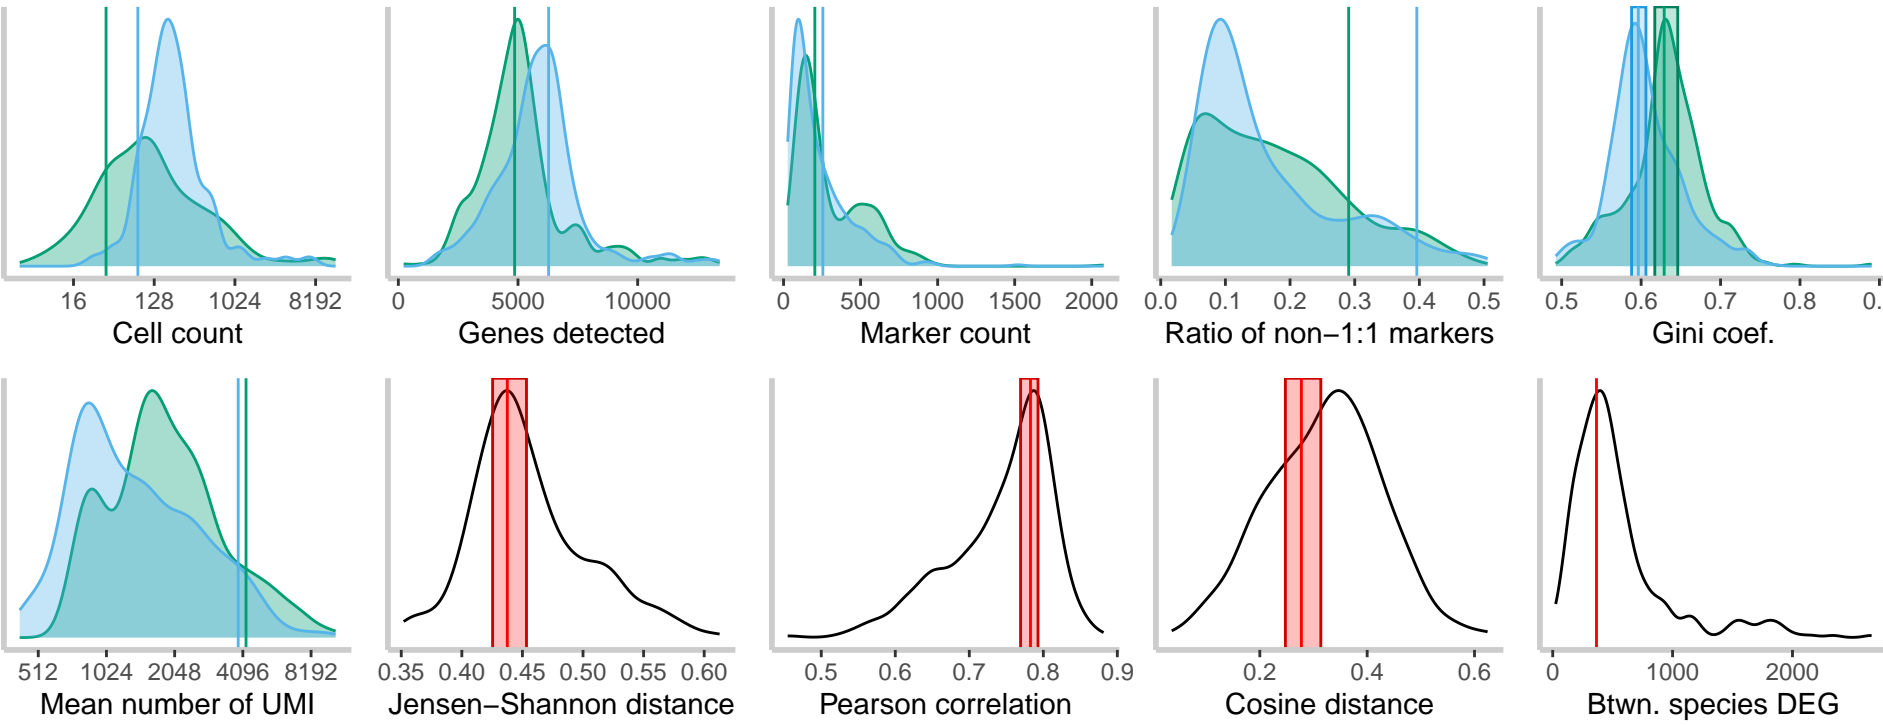 16 128 1024 8192
Cell count
0 5000 10000
Genes detected
0 500 1000 1500 2000
Marker count
0.0 0.1 0.2 0.3 0.4 0.5
Ratio of non−1:1 markers
0.5 0.6 0.7 0.8 0.
Gini coef.
512 1024 2048 4096 8192
Mean number of UMI
0.35 0.40 0.45 0.50 0.55 0.60
Jensen−Shannon distance
0.5 0.6 0.7 0.8 0.9
Pearson correlation
0.2 0.4 0.6
Cosine distance
0 1000 2000
Btwn. species DEG